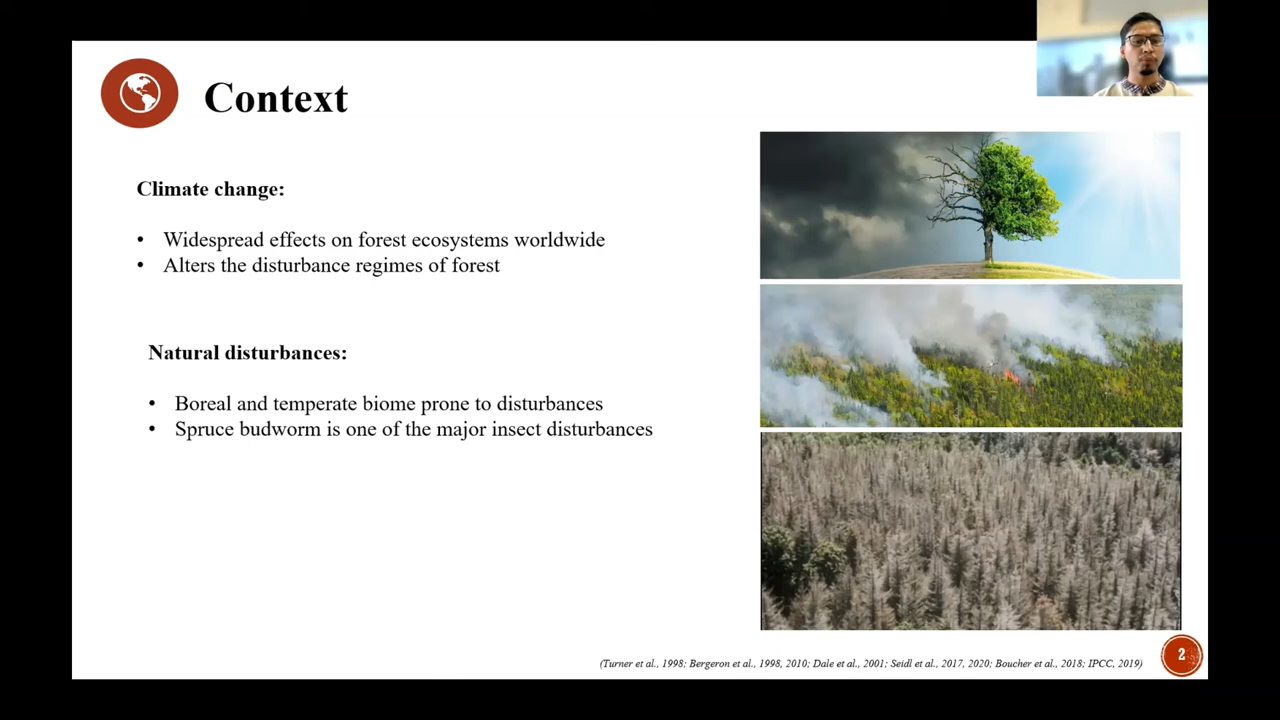 Context
Climate change:
• Widespread effects on forest ecosystems worldwide
• Alters the disturbance regimes of forest
Natural disturbances:
• Boreal and temperate biome prone to disturbances
• Spruce budworm is one of the major insect disturbances
(Turner et al., 1998; Bergeron et al., 1998, 2010; Dale et al., 2001; Seidl et al., 2017, 2020; Boucher et al., 2018; IPCC, 2019)
2